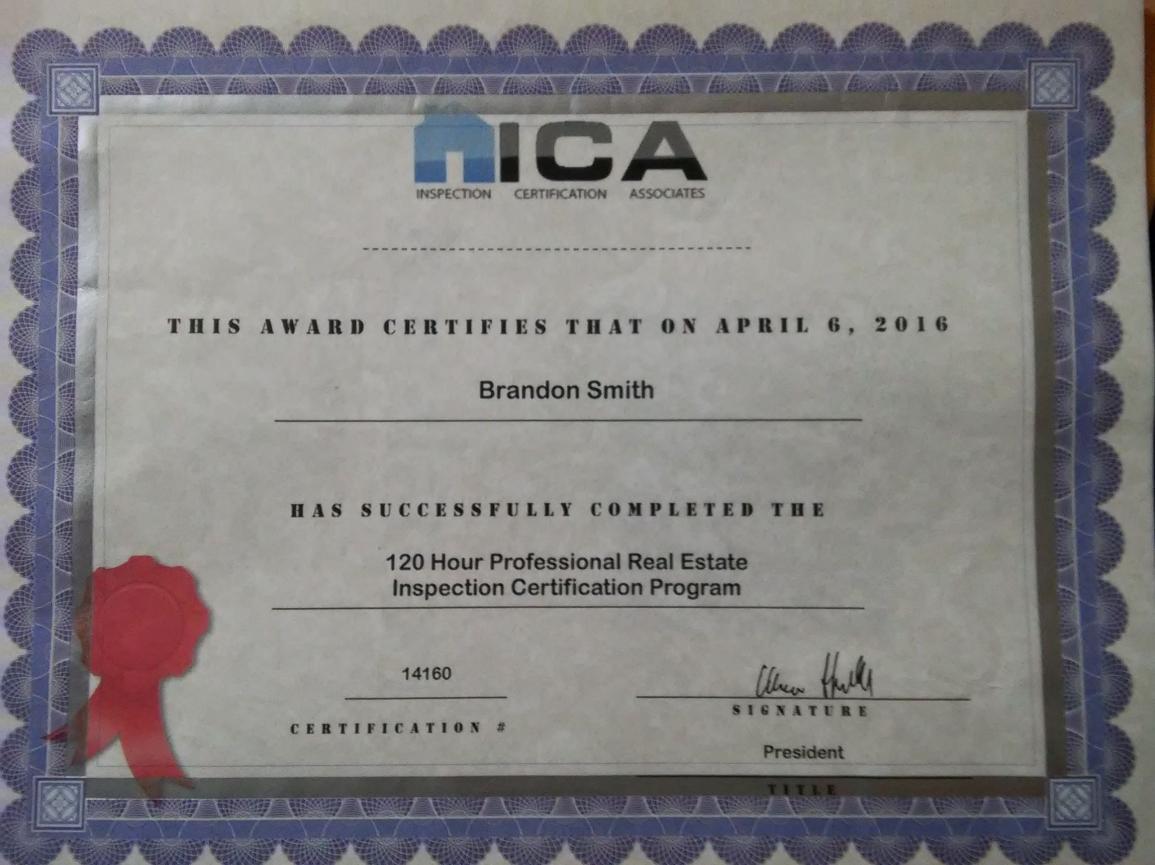 ICA
INSPECTION CERTIFICATION ASSOCIATES
THIS AWARD CERTIFIES THAT ON APRIL 6, 2016
Brandon Smith
HAS SUCCESSFULLY COMPLETED THE
120 Hour Professional Real Estate
Inspection Certification Program
14160
CERTIFICATION #
SIGNATURE
President
TITLE